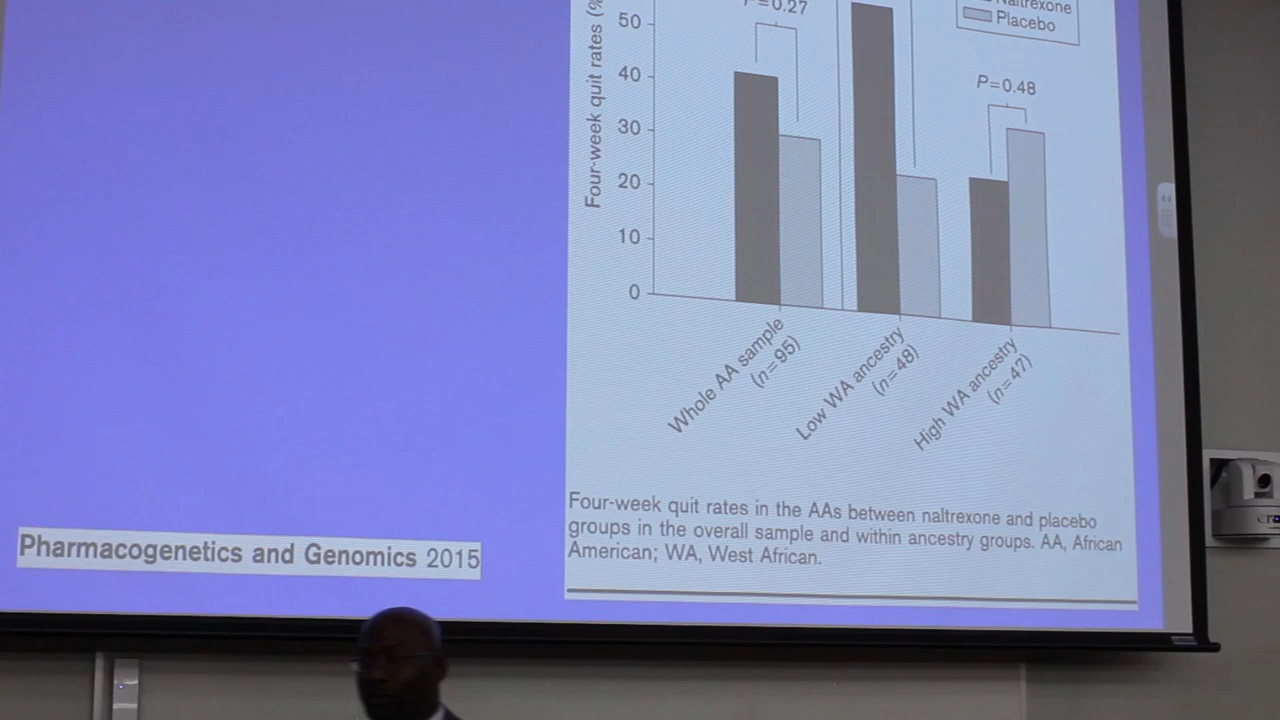 P=0.27
Four-week quit rates (%
50
40
30
20
10
0
Naltrexone
Placebo
P=0.48
Whole AA sample
(n=95)
Low WA ancestry
(n=48)
High WA ancestry
(n=47)
Four-week quit rates in the AAs between naltrexone and placebo
groups in the overall sample and within ancestry groups. AA, African
American; WA, West African.
Pharmacogenetics and Genomics 2015